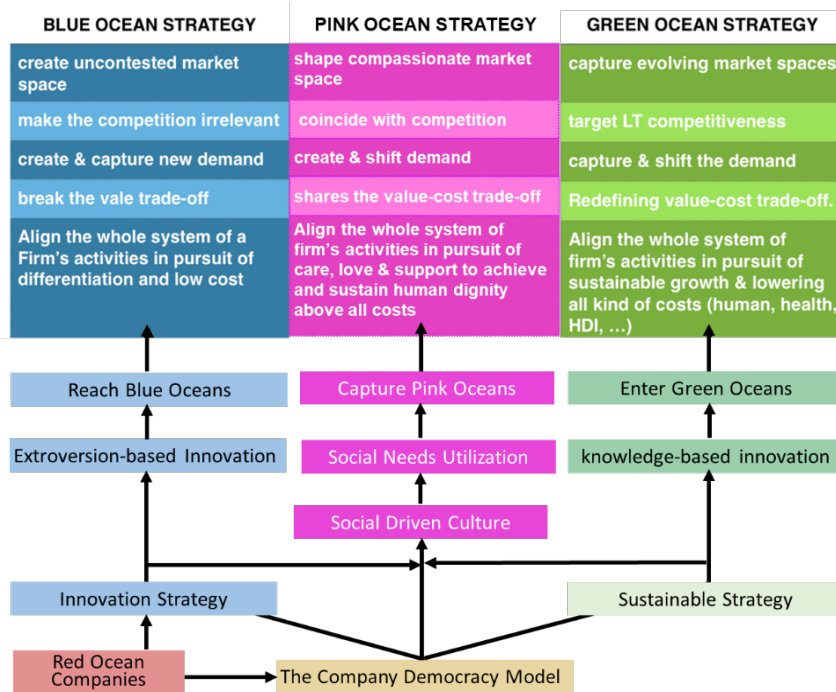 BLUE OCEAN STRATEGY
create uncontested market
space
make the competition irrelevant
create & capture new demand
break the vale trade-off
Align the whole system of a
Firm's activities in pursuit of
differentiation and low cost
PINK OCEAN STRATEGY
shape compassionate market
space
coincide with competition
create & shift demand
shares the value-cost trade-off
Align the whole system of
firm's activities in pursuit of
care, love & support to achieve
and sustain human dignity
above all costs
GREEN OCEAN STRATEGY
capture evolving market spaces
target LT competitiveness
capture & shift the demand
Redefining value-cost trade-off.
Align the whole system of
firm's activities in pursuit of
sustainable growth & lowering
all kind of costs (human, health,
HDI, ...)
Reach Blue Oceans
Capture Pink Oceans
Enter Green Oceans
Extroversion-based Innovation
Social Needs Utilization
knowledge-based innovation
Social Driven Culture
Innovation Strategy
Sustainable Strategy
Red Ocean
Companies
The Company Democracy Model